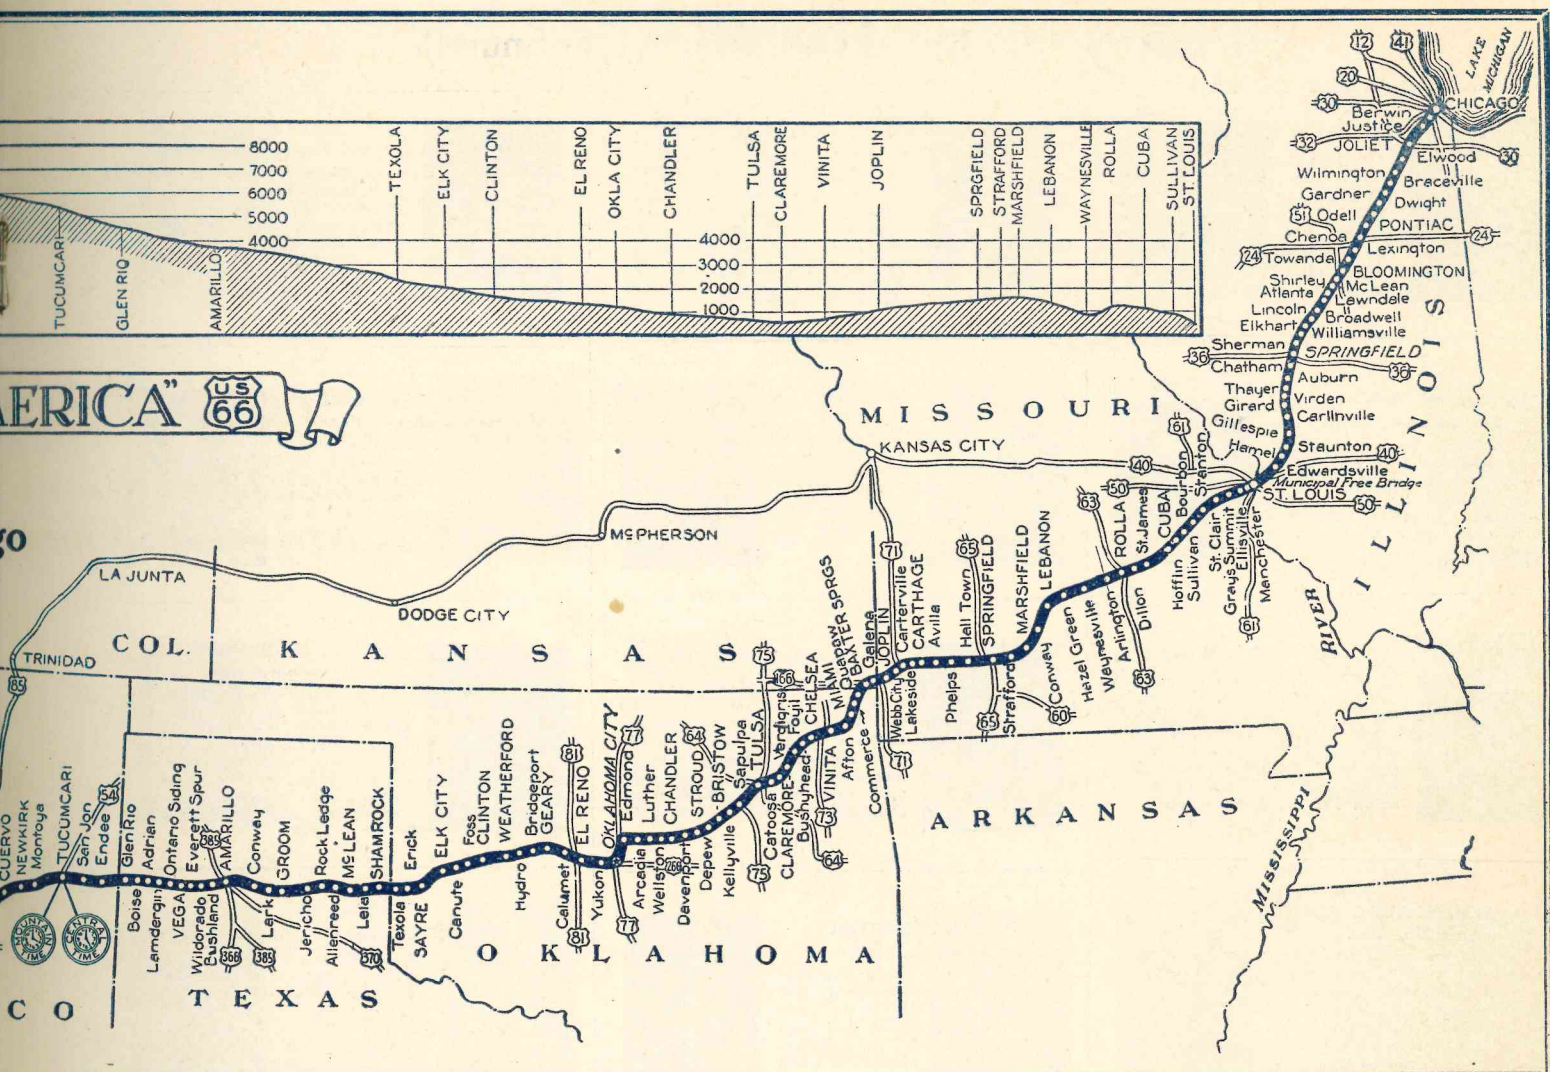 LAKE
MICHIGAN
12
41
20
30
CHICAGO
Berwin
Justice
32
JOLIET
Elwood
30
Wilmington
Braceville
Gardner
Dwight
51
Odell
PONTIAC
Chenoa
24
Lexington
24
Towanda
BLOOMINGTON
Shirley
McLean
Atlanta
Lawndale
Lincoln
Broadwell
Elkhart
Williamsville
Sherman
36
SPRINGFIELD
Chatham
36
Auburn
Thayer
Virden
Girard
Carlinville
Gillespie
Hamel
Staunton
40
Edwardsville
Municipal Free Bridge
ST. LOUIS
50
ILLINOIS
8000
7000
6000
5000
4000
4000
3000
2000
1000
TUCUMCARI
GLEN RIO
AMARILLO
TEXOLA
ELK CITY
CLINTON
EL RENO
OKLA CITY
CHANDLER
TULSA
CLAREMORE
VINITA
JOPLIN
SPRGFIELD
STRAFFORD
MARSHFIELD
LEBANON
WAYNESVILLE
ROLLA
CUBA
SULLIVAN
ST. LOUIS
AERICA"
US
66
go
MISSOURI
KANSAS CITY
61
40
50
63
Stanton
Bourbon
CUBA
St. James
ROLLA
LEBANON
MARSHFIELD
SPRINGFIELD
65
Hall Town
Avilla
CARTHAGE
Carterville
71
JOPLIN
Galena
St. Clair
Gray's Summit
Ellisville
Manchester
61
Hofflin
Sullivan
Dillon
Arlington
63
Waynesville
Hazel Green
Conway
60
Strafford
65
Phelps
Lakeside
Webb City
71
MCPHERSON
LA JUNTA
DODGE CITY
COL.
KANSAS
TRINIDAD
85
75
166
BAXTER SPRGS
Quapaw
MIAMI
CHELSEA
Foyil
Verdigris
TULSA
Sapulpa
BRISTOW
STROUD
64
CHANDLER
Luther
Edmond
77
OKLAHOMA CITY
EL RENO
81
GEARY
Bridgeport
WEATHERFORD
CLINTON
Foss
ELK CITY
Erick
SHAMROCK
McLEAN
Rock Ledge
GROOM
Conway
AMARILLO
385
Everett Spur
Ontario Siding
Adrian
Glen Rio
54
Endee
San Jon
TUCUMCARI
Montoya
NEWKIRK
CUERVO
Commerce
Afton
VINITA
73
64
Bushyhead
CLAREMORE
Catoosa
75
Kellyville
Depew
Davenport
266
Wellston
Arcadia
77
Yukon
81
Calumet
Hydro
Canute
SAYRE
Texola
Lela
370
Allenreed
Jericho
Lark
385
366
Bushland
Wildorado
VEGA
Lamdergin
Boise
MOUNTAIN
TIME
CENTRAL
TIME
CO
TEXAS
OKLAHOMA
ARKANSAS
MISSISSIPPI
RIVER